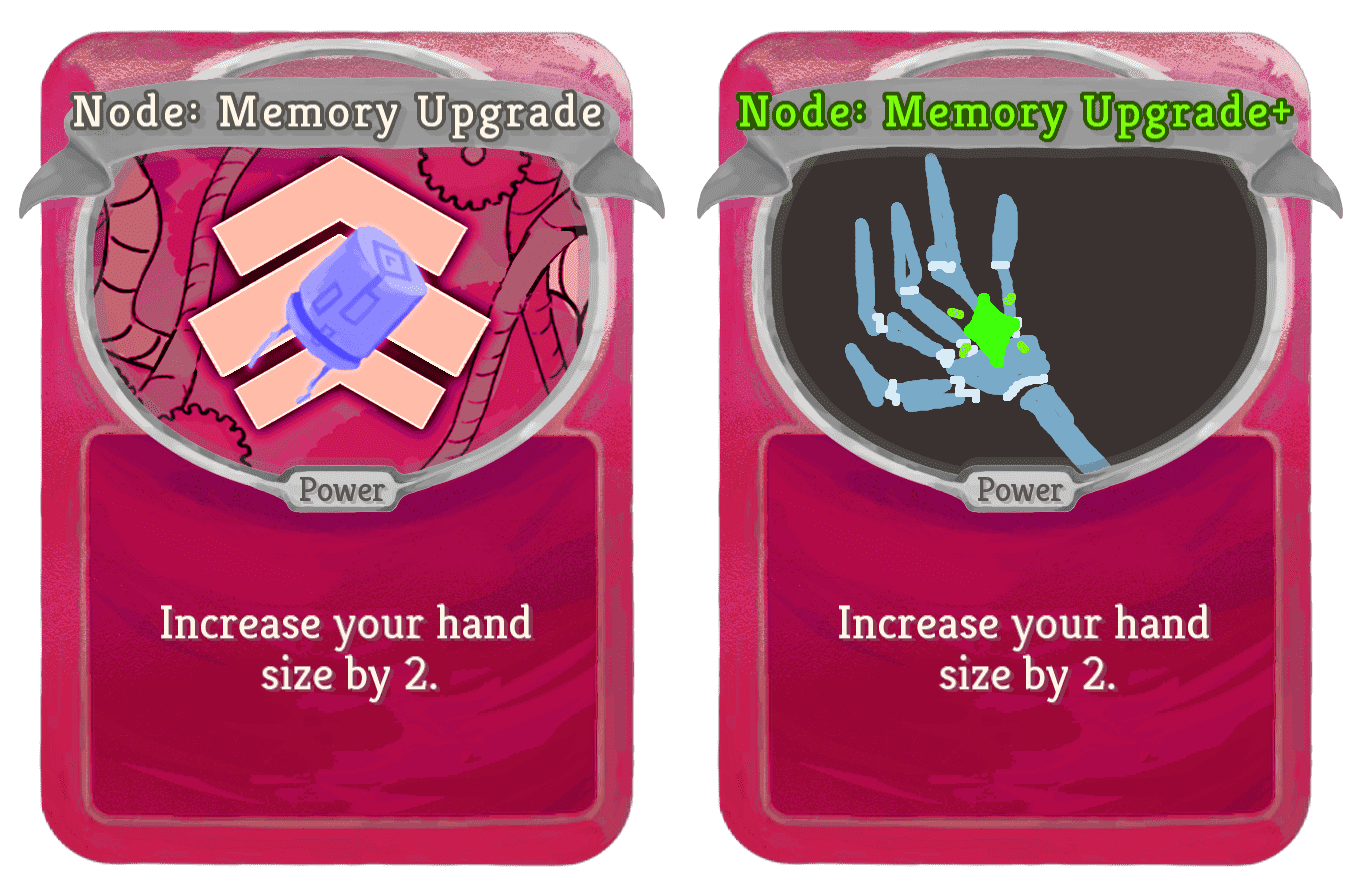 Node: Memory Upgrade
Power
Increase your hand
size by 2.
Node: Memory Upgrade+
Power
Increase your hand
size by 2.